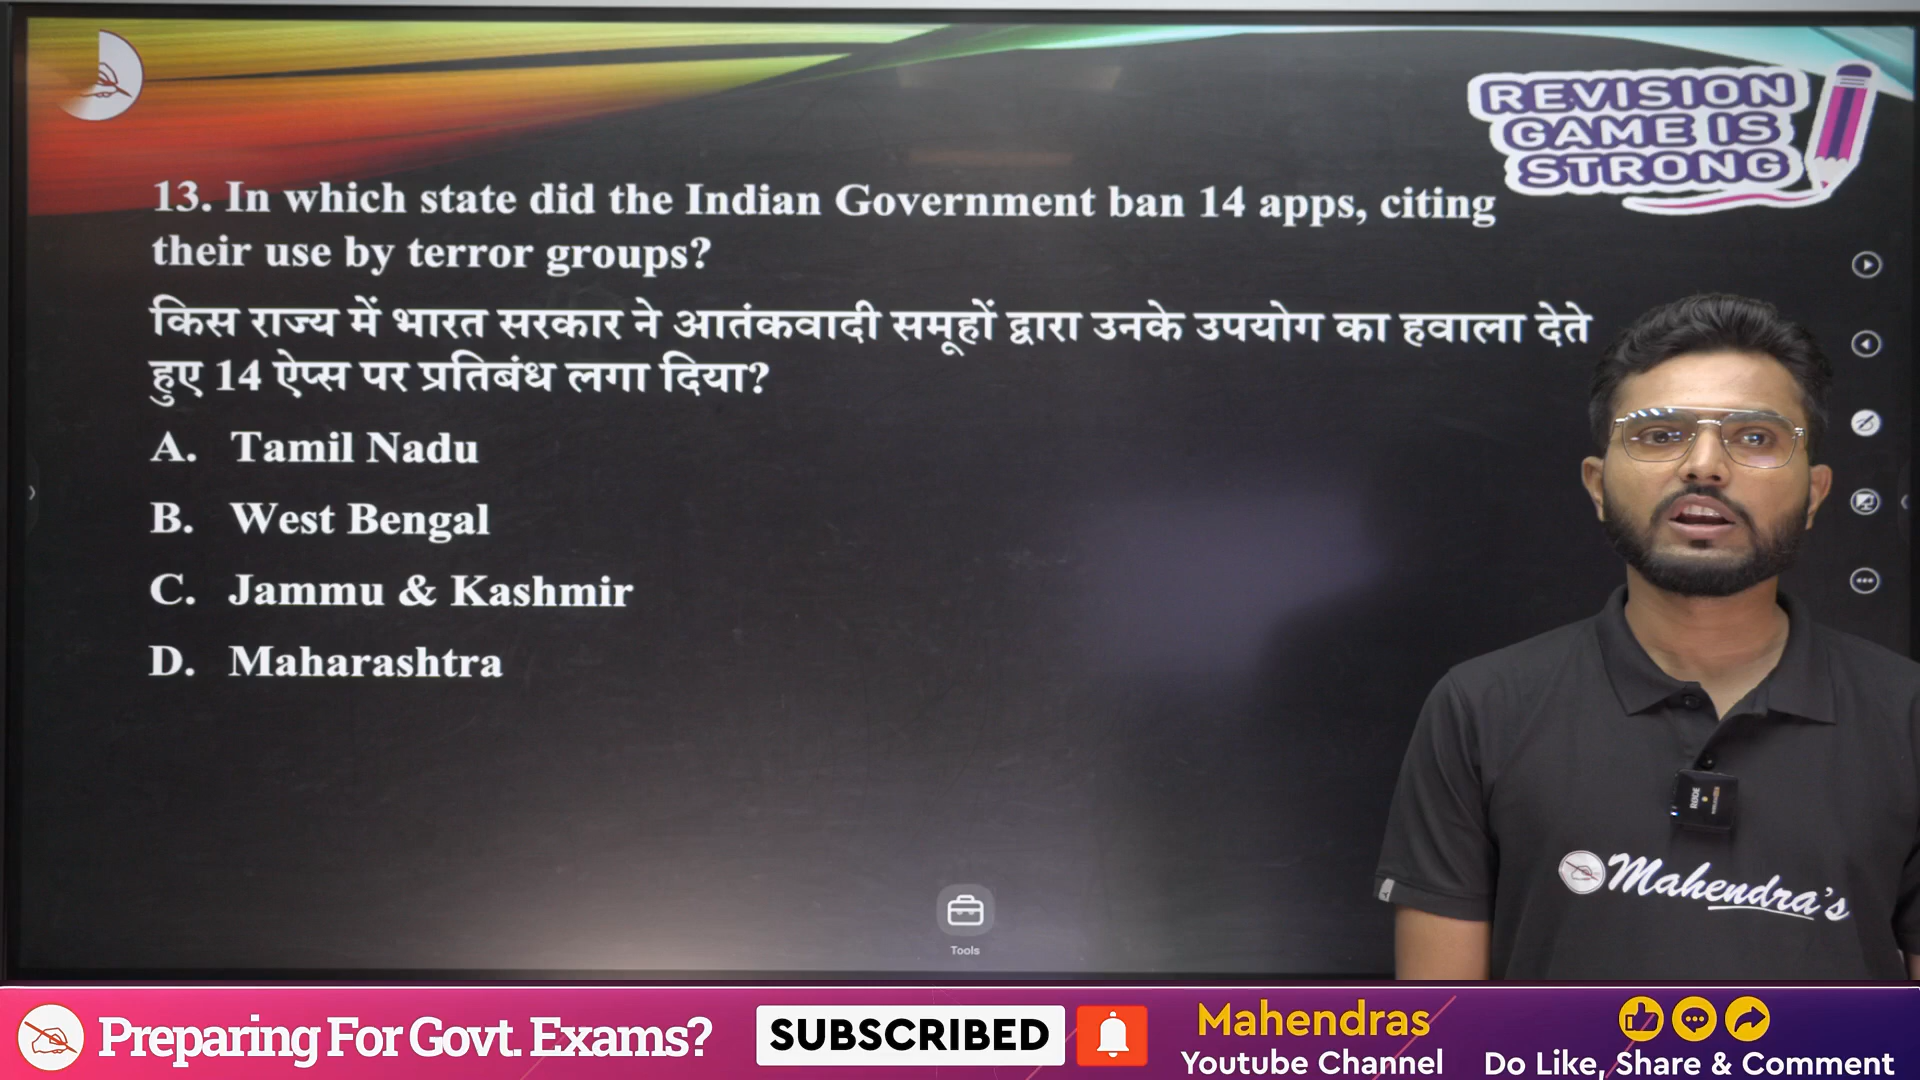 REVISION
GAME IS
STRONG
13. In which state did the Indian Government ban 14 apps, citing
their use by terror groups?
किस राज्य में भारत सरकार ने आतंकवादी समूहों द्वारा उनके उपयोग का हवाला देते
हुए 14 ऐप्स पर प्रतिबंध लगा दिया?
A. Tamil Nadu
B. West Bengal
C. Jammu & Kashmir
D. Maharashtra
RODE
Mahendra's
Tools
Preparing For Govt. Exams?
SUBSCRIBED
Mahendras
Youtube Channel
Do Like, Share & Comment